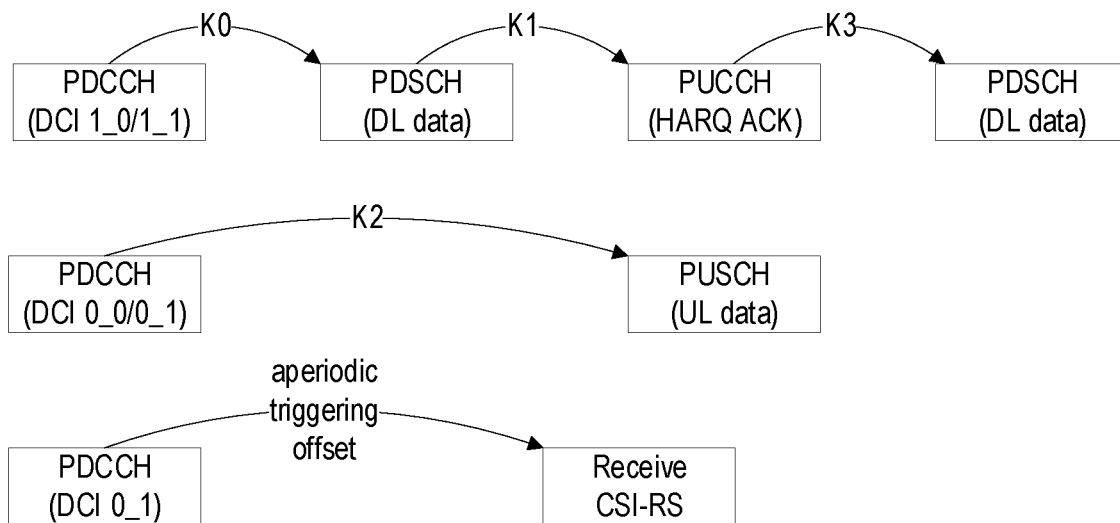 K0
K1
K3
PDCCH
(DCI 1_0/1_1)
PDSCH
(DL data)
PUCCH
(HARQ ACK)
PDSCH
(DL data)
K2
PDCCH
(DCI 0_0/0_1)
PUSCH
(UL data)
aperiodic
triggering
offset
PDCCH
(DCI 0_1)
Receive
CSI-RS